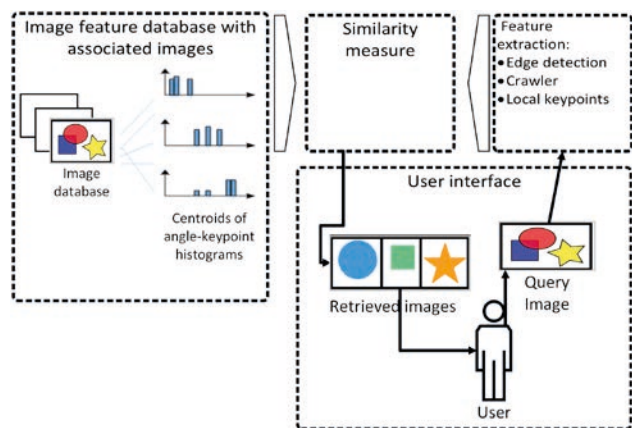 Image feature database with
associated images
Image
database
Centroids of
angle-keypoint
histograms
Similarity
measure
Feature
extraction:
•Edge detection
•Crawler
•Local keypoints
User interface
Retrieved images
Query
Image
User